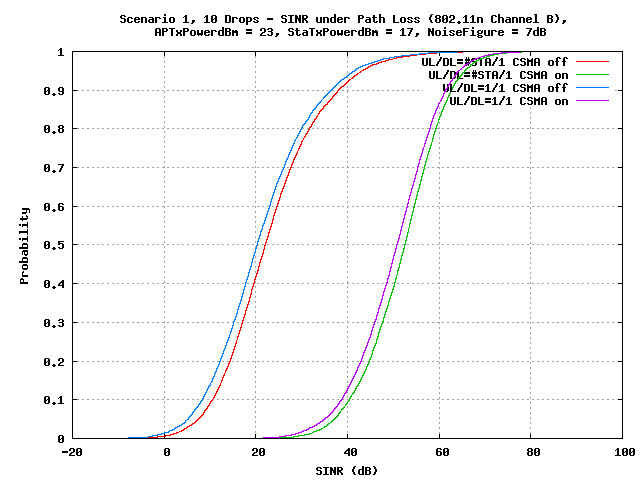 Scenario 1, 10 Drops - SINR under Path Loss (802.11n Channel B),
APTxPowerdBm = 23, StaTxPowerdBm = 17, NoiseFigure = 7dB
UL/DL=#STA/1 CSMA off
UL/DL=#STA/1 CSMA on
UL/DL=1/1 CSMA off
UL/DL=1/1 CSMA on
1
0.9
0.8
0.7
0.6
0.5
0.4
0.3
0.2
0.1
0
Probability
-20 0 20 40 60 80 100
SINR (dB)